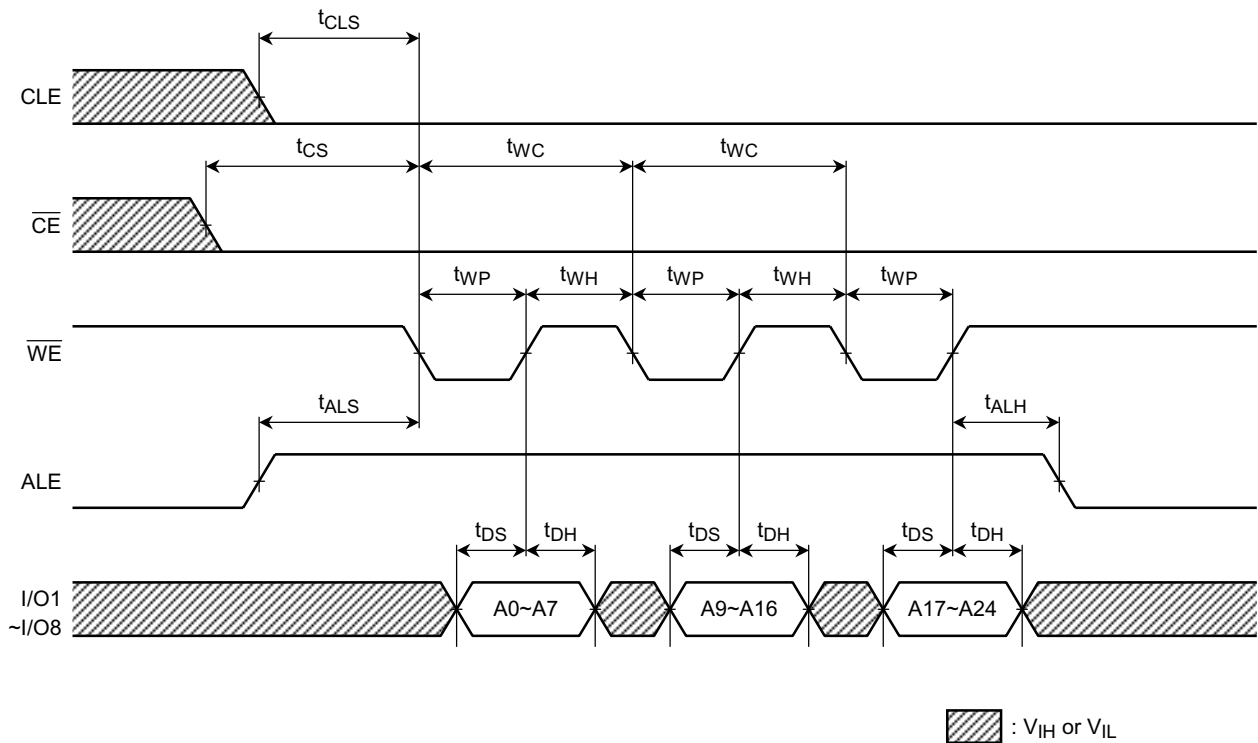 tCLS
CLE
tCS tWC tWC
CE
tWP tWH tWP tWH tWP
WE
tALS tALH
ALE
tDS tDH tDS tDH tDS tDH
I/O1
~I/O8
A0~A7 A9~A16 A17~A24
: VIH or VIL